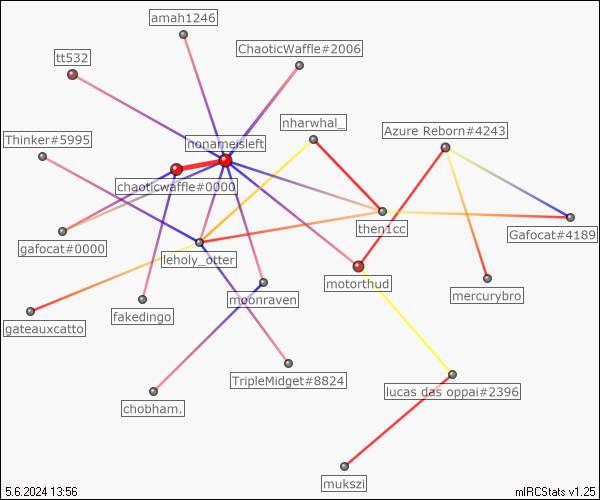 amah1246
ChaoticWaffle#2006
tt532
nharwhal_
Azure Reborn#4243
Thinker#5995
nonameisleft
chaoticwaffle#0000
then1cc
Gafocat#4189
gafocat#0000
leholy_otter
motorthud
mercurybro
moonraven
fakedingo
gateauxcatto
TripleMidget#8824
lucas das oppai#2396
chobham.
mukszi
5.6.2024 13:56
mIRCStats v1.25